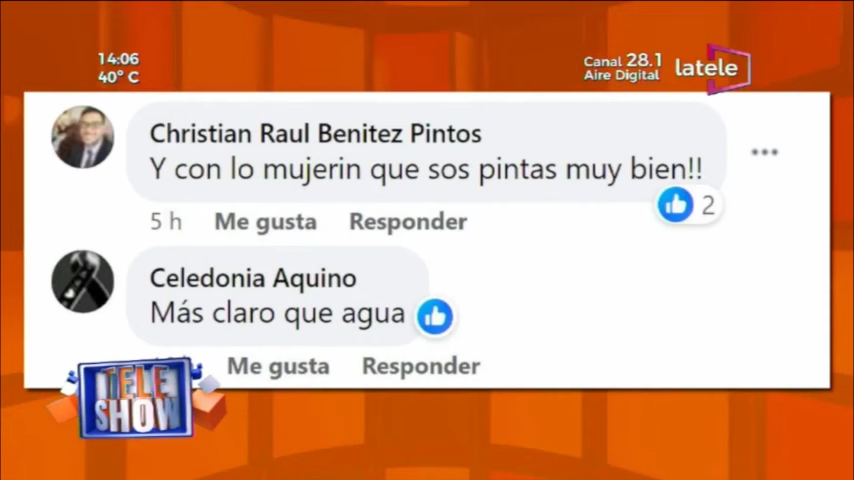 14:06
40° C
Canal 28.1
Aire Digital
latele
Christian Raul Benitez Pintos
Y con lo mujerin que sos pintas muy bien!!
2
5 h Me gusta Responder
Celedonia Aquino
Más claro que agua
Me gusta Responder
TELE
SHOW